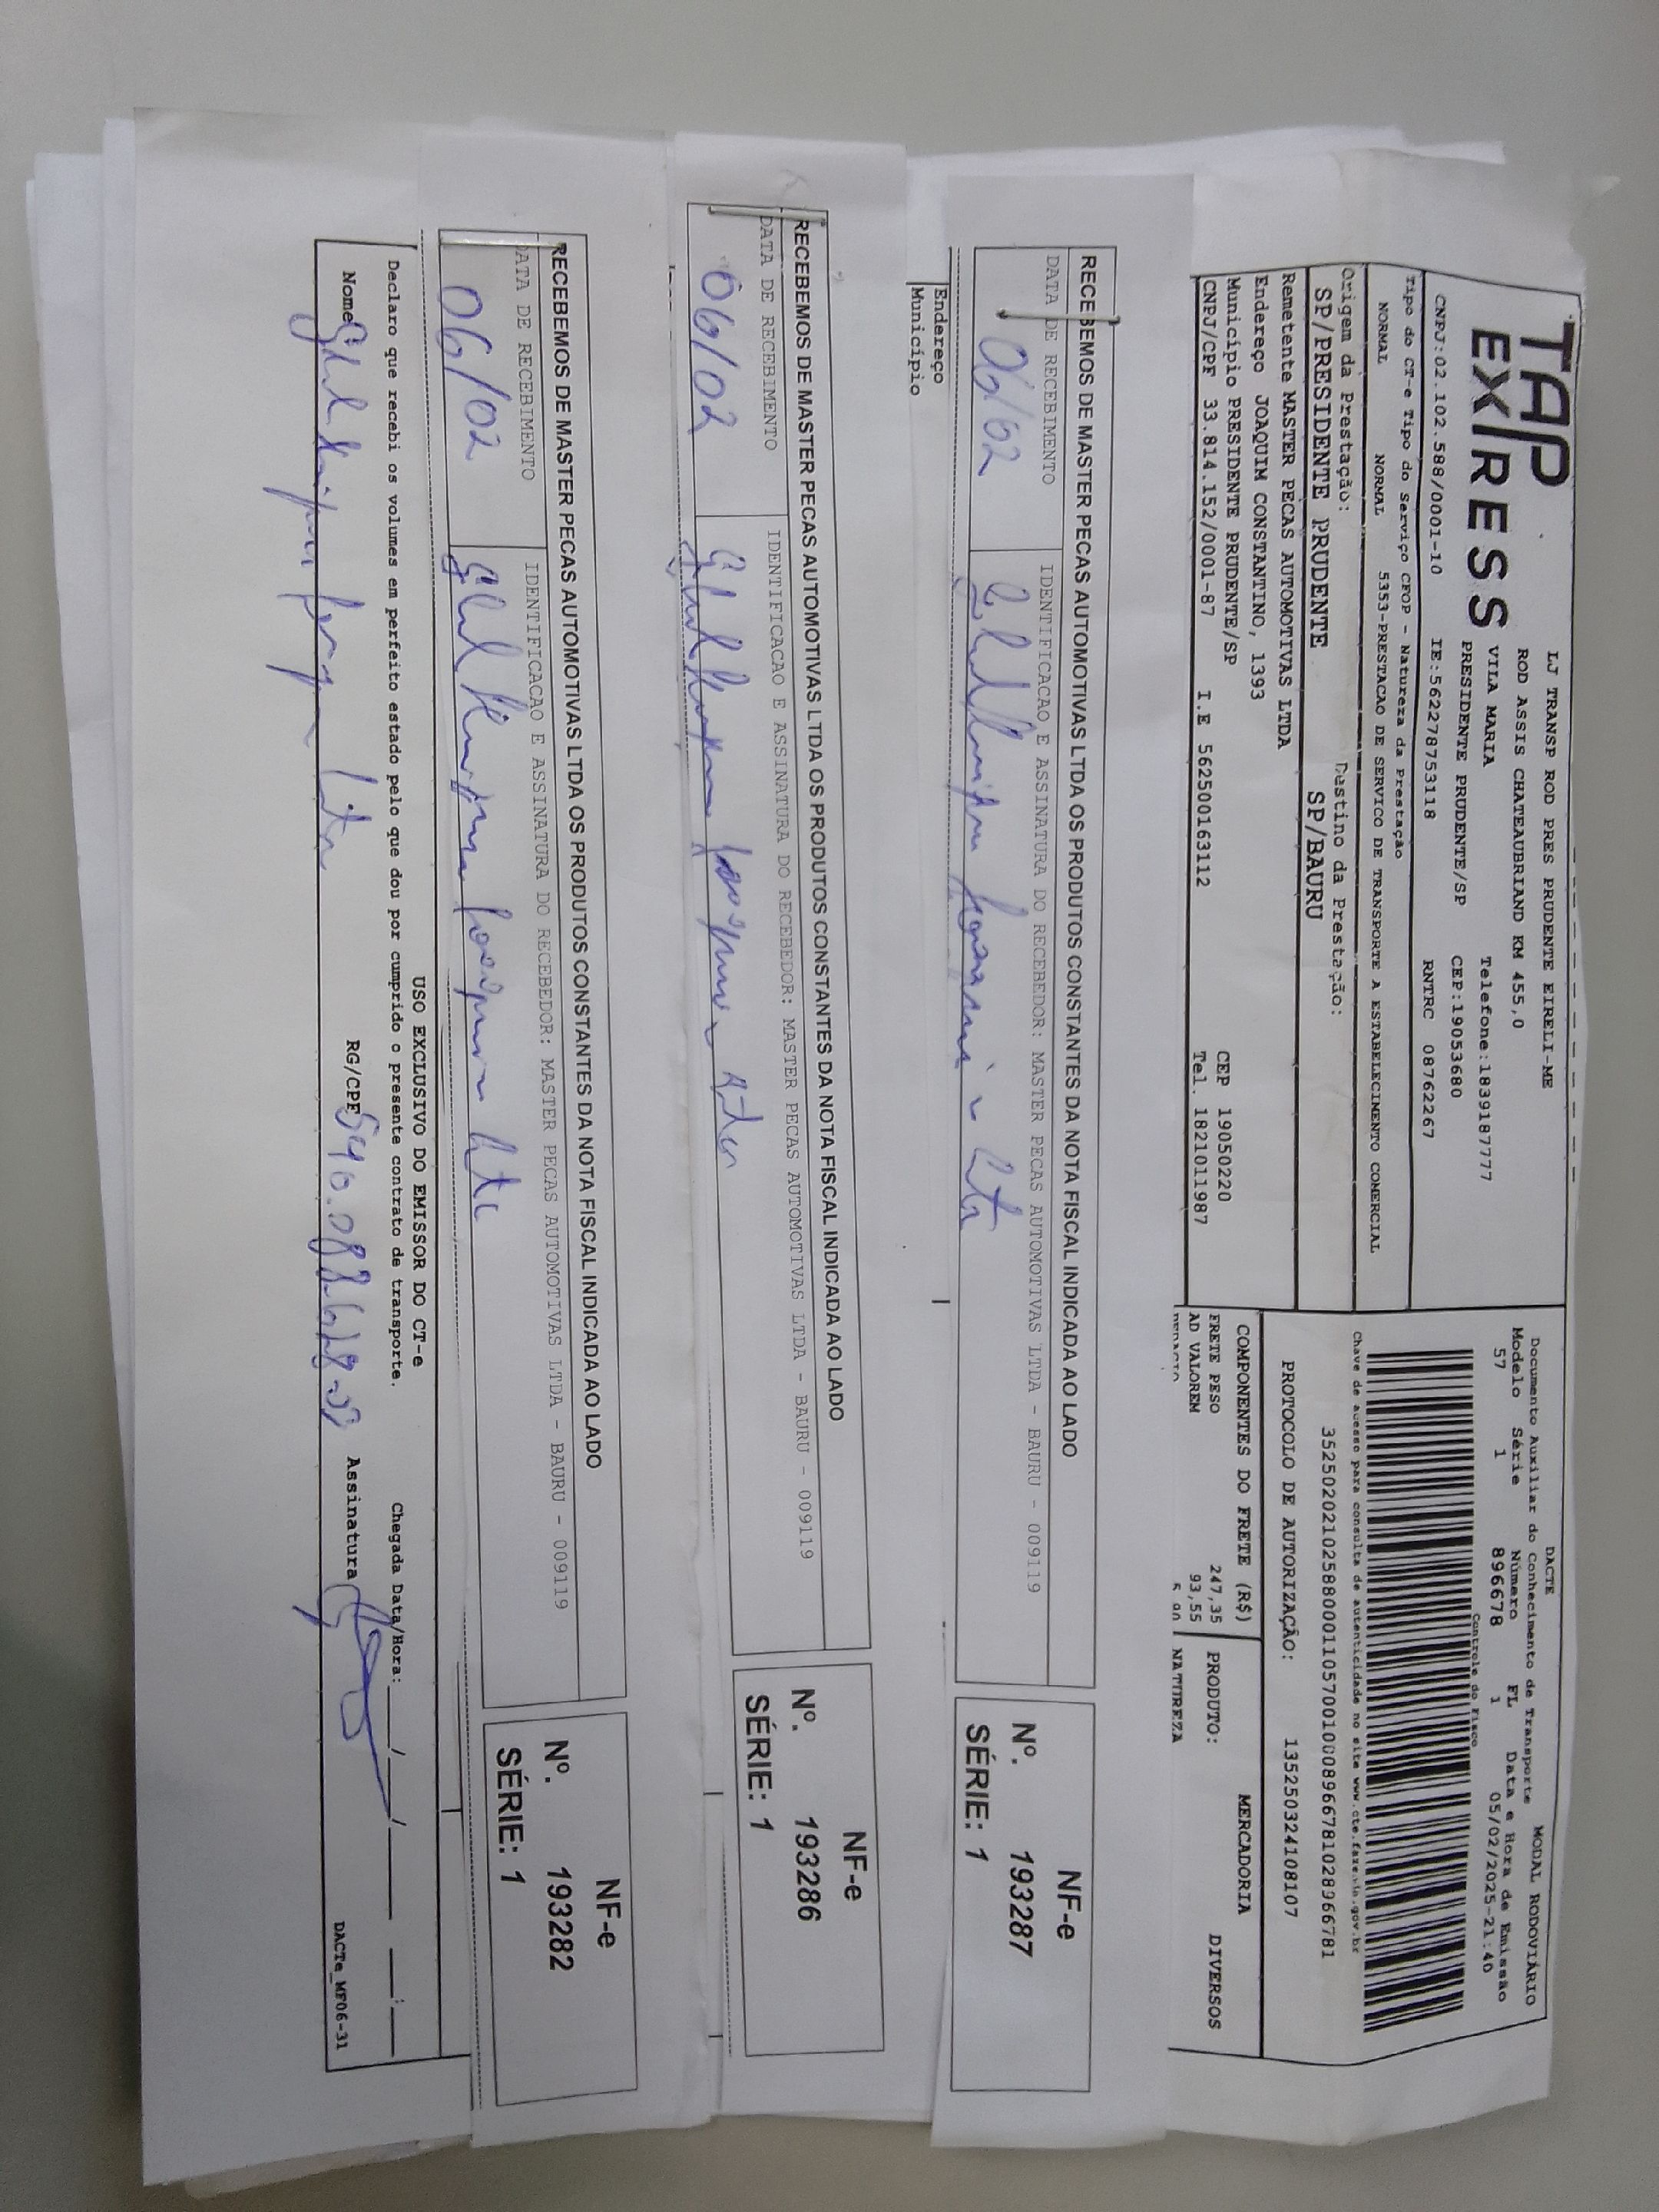 TAP
EXPRESS
LJ TRANSP ROD PRES PRUDENTE EIRELI-ME
ROD ASSIS CHATEAUBRIAND KM 455,0
VILA MARIA Telefone:1839187777
PRESIDENTE PRUDENTE/SP CEP:19053680
CNPJ:02.102.588/0001-10 IE:562278753118 RNTRC 08762267
Tipo do CT-e Tipo do Serviço CFOP - Natureza da Prestação
NORMAL NORMAL 5353-PRESTACAO DE SERVICO DE TRANSPORTE A ESTABELECIMENTO COMERCIAL
Origem da Prestação: Destino da Prestação:
SP/PRESIDENTE PRUDENTE SP/BAURU
Remetente MASTER PECAS AUTOMOTIVAS LTDA
Endereço JOAQUIM CONSTANTINO, 1393
Município PRESIDENTE PRUDENTE/SP CEP 19050220
CNPJ/CPF 33.814.152/0001-87 I.E 562500163112 Tel. 1821011987
DACTE MODAL RODOVIÁRIO
Documento Auxiliar do Conhecimento de Transporte
Modelo Série Número FL Data e Hora de Emissão
57 1 896678 1 05/02/2025-21:40
Controle do Fisco
Chave de acesso para consulta de autenticidade no site www.cte.fazenda.gov.br
PROTOCOLO DE AUTORIZAÇÃO: 135250324108107
COMPONENTES DO FRETE (R$) MERCADORIA
FRETE PESO 247,35 PRODUTO: DIVERSOS
AD VALOREM 93,55
NATUREZA
RECEBEMOS DE MASTER PECAS AUTOMOTIVAS LTDA OS PRODUTOS CONSTANTES DA NOTA FISCAL INDICADA AO LADO
DATA DE RECEBIMENTO IDENTIFICACAO E ASSINATURA DO RECEBEDOR: MASTER PECAS AUTOMOTIVAS LTDA - BAURU - 009119
06/02
NF-e
Nº. 193287
SÉRIE: 1
Endereço
Município
RECEBEMOS DE MASTER PECAS AUTOMOTIVAS LTDA OS PRODUTOS CONSTANTES DA NOTA FISCAL INDICADA AO LADO
DATA DE RECEBIMENTO IDENTIFICACAO E ASSINATURA DO RECEBEDOR: MASTER PECAS AUTOMOTIVAS LTDA - BAURU - 009119
06/02
NF-e
Nº. 193286
SÉRIE: 1
RECEBEMOS DE MASTER PECAS AUTOMOTIVAS LTDA OS PRODUTOS CONSTANTES DA NOTA FISCAL INDICADA AO LADO
DATA DE RECEBIMENTO IDENTIFICACAO E ASSINATURA DO RECEBEDOR: MASTER PECAS AUTOMOTIVAS LTDA - BAURU - 009119
06/02
NF-e
Nº. 193282
SÉRIE: 1
USO EXCLUSIVO DO EMISSOR DO CT-e
Declaro que recebi os volumes em perfeito estado pelo que dou por cumprido o presente contrato de transporte. Chegada Data/Hora: ___/___/___ ___:___
Nome RG/CPF Assinatura
DACTe_MF06-31